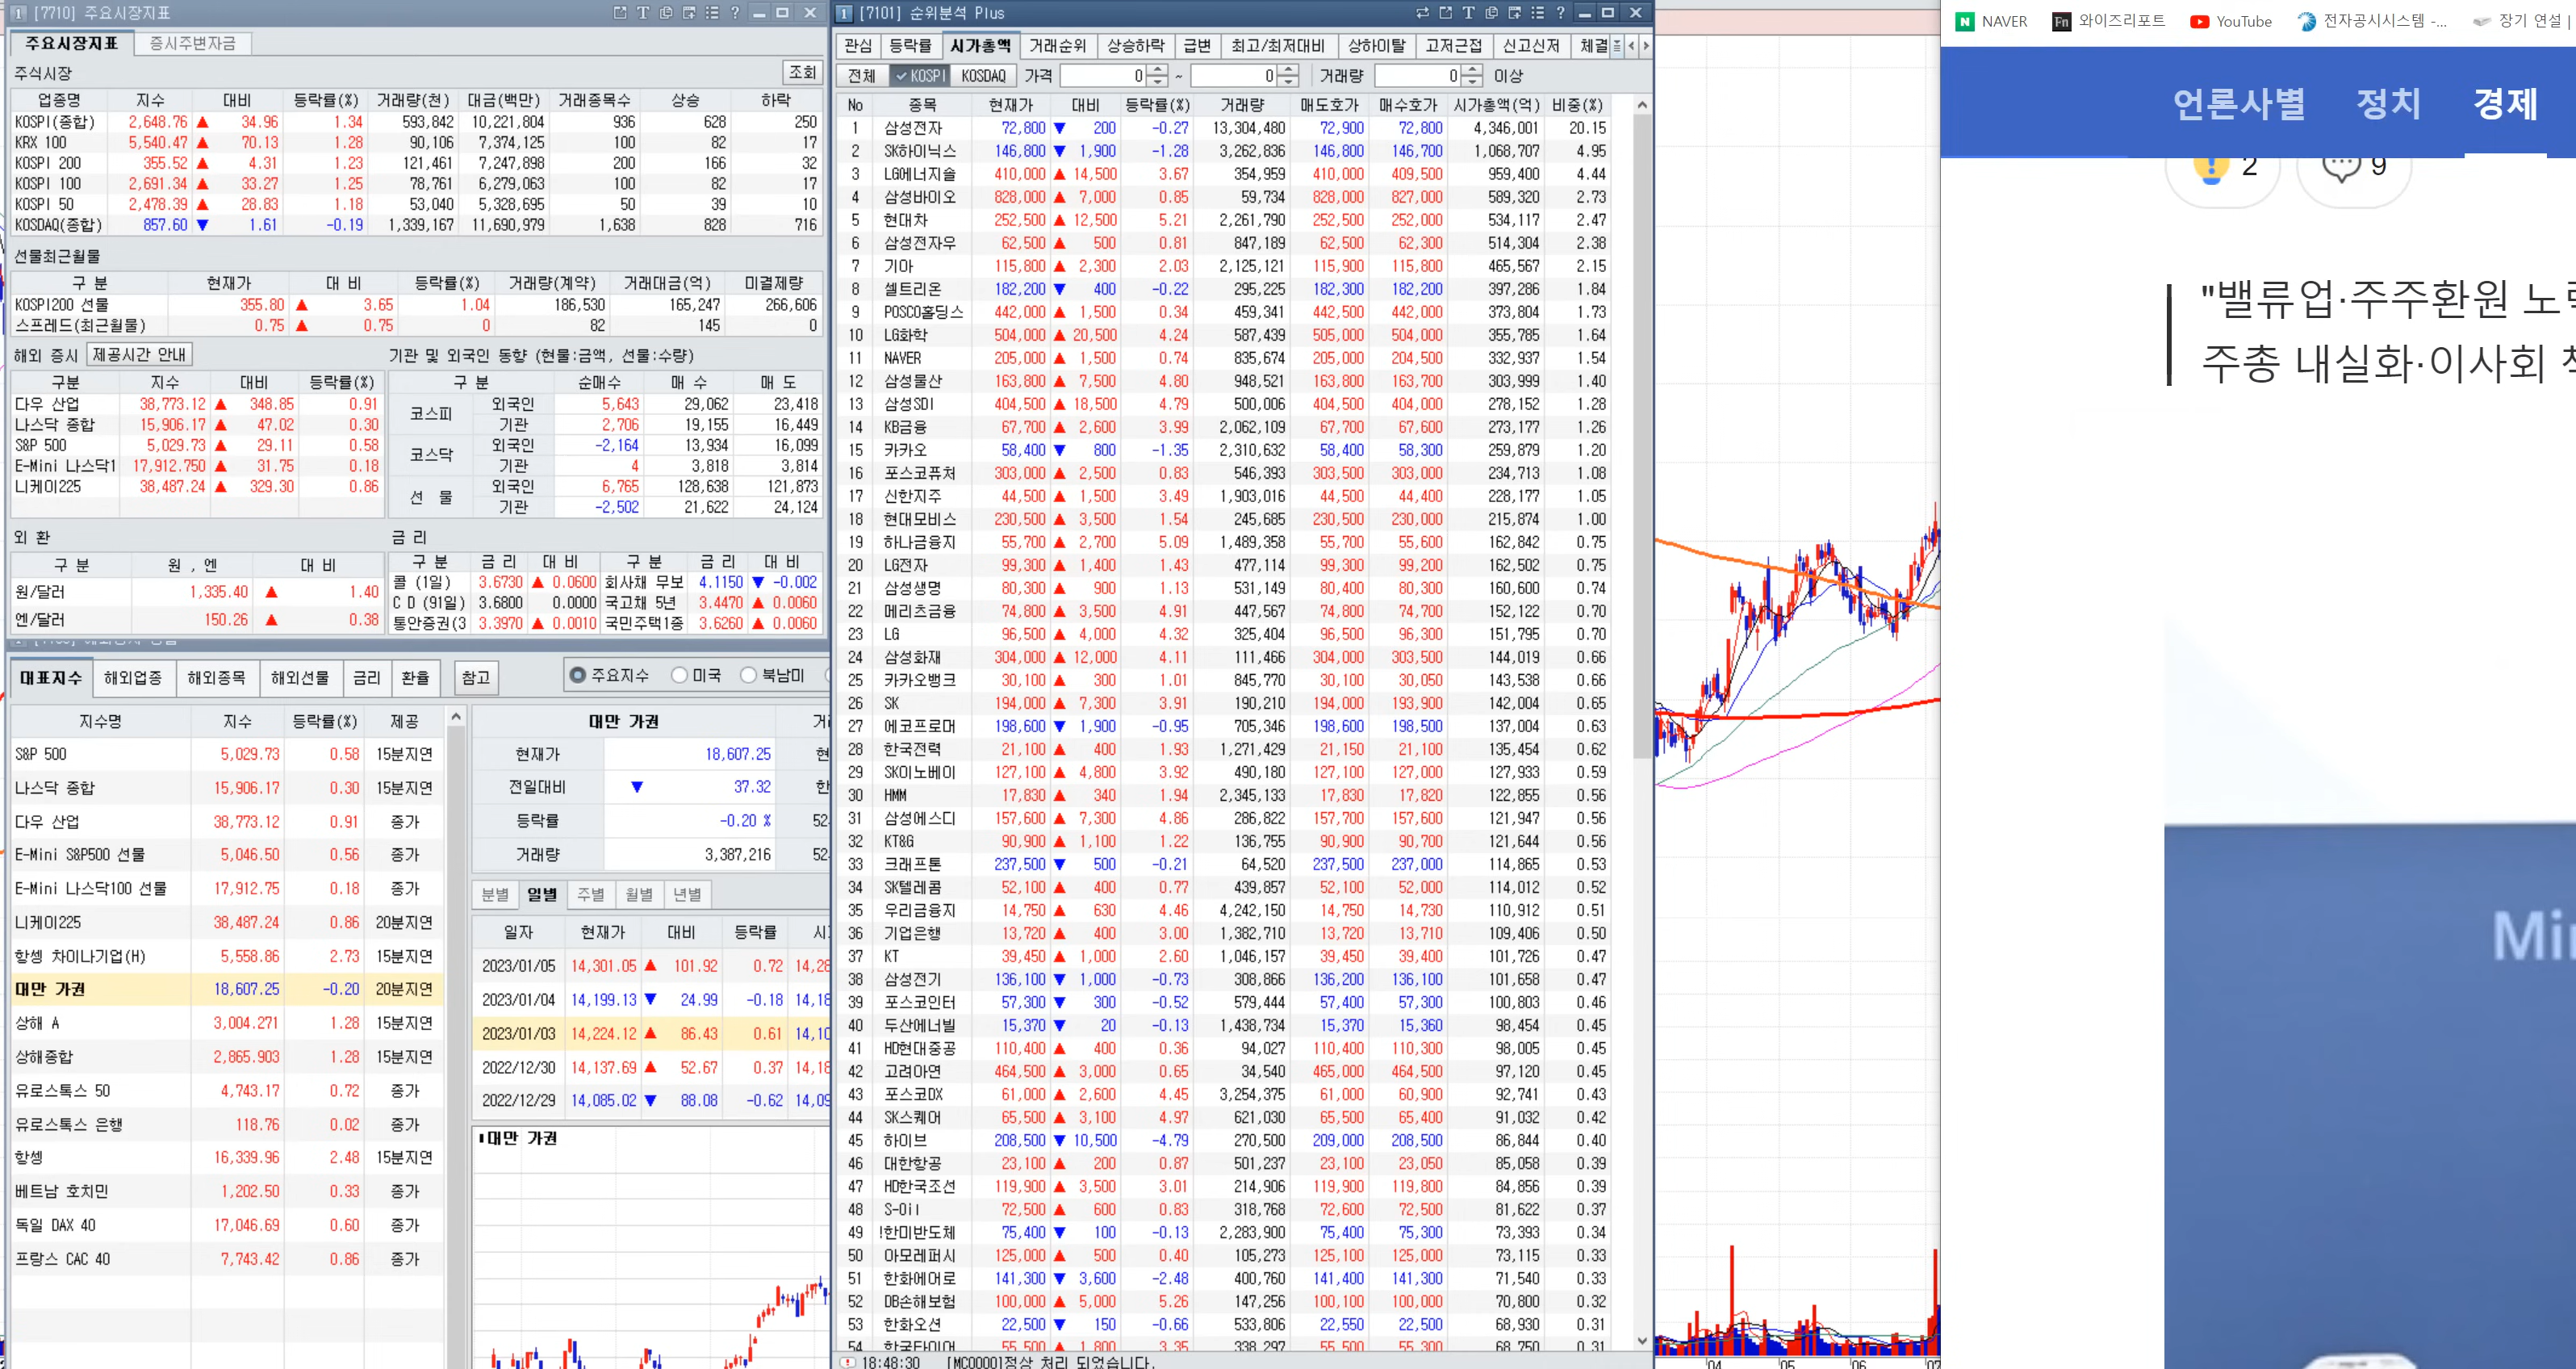 [7710] 주요시장지표
주요시장지표 증시주변자금
주식시장 조회
업종명 지수 대비 등락률(%) 거래량(천) 대금(백만) 거래종목수 상승 하락
KOSPI(종합) 2,648.76 ▲ 34.96 1.34 593,842 10,221,804 936 628 250
KRX 100 5,540.47 ▲ 70.13 1.28 90,106 7,374,125 100 82 17
KOSPI 200 355.52 ▲ 4.31 1.23 121,461 7,247,898 200 166 32
KOSPI 100 2,691.34 ▲ 33.27 1.25 78,761 6,279,063 100 82 17
KOSPI 50 2,478.39 ▲ 28.83 1.18 53,040 5,328,695 50 39 10
KOSDAQ(종합) 857.60 ▼ 1.61 -0.19 1,339,167 11,690,979 1,638 828 716
선물최근월물
구 분 현재가 대 비 등락률(%) 거래량(계약) 거래대금(억) 미결제량
KOSPI200 선물 355.80 ▲ 3.65 1.04 186,530 165,247 266,606
스프레드(최근월물) 0.75 ▲ 0.75 0 82 145 0
해외 증시 제공시간 안내
구분 지수 대비 등락률(%)
다우 산업 38,773.12 ▲ 348.85 0.91
나스닥 종합 15,906.17 ▲ 47.02 0.30
S&P 500 5,029.73 ▲ 29.11 0.58
E-Mini 나스닥1 17,912.750 ▲ 31.75 0.18
니케이225 38,487.24 ▲ 329.30 0.86
기관 및 외국인 동향 (현물:금액, 선물:수량)
구 분 순매수 매 수 매 도
코스피 외국인 5,643 29,062 23,418
기관 2,706 19,155 16,449
코스닥 외국인 -2,164 13,934 16,099
기관 4 3,818 3,814
선 물 외국인 6,765 128,638 121,873
기관 -2,502 21,622 24,124
외 환
구 분 원 , 엔 대 비
원/달러 1,335.40 ▲ 1.40
엔/달러 150.26 ▲ 0.38
금 리
구 분 금 리 대 비 구 분 금 리 대 비
콜 (1일) 3.6730 ▲ 0.0600 회사채 무보 4.1150 ▼ -0.002
C D (91일) 3.6800 0.0000 국고채 5년 3.4470 ▲ 0.0060
통안증권(3 3.3970 ▲ 0.0010 국민주택1종 3.6260 ▲ 0.0060
대표지수 해외업종 해외종목 해외선물 금리 환율 참고 주요지수 미국 북남미
지수명 지수 등락률(%) 제공
S&P 500 5,029.73 0.58 15분지연
나스닥 종합 15,906.17 0.30 15분지연
다우 산업 38,773.12 0.91 종가
E-Mini S&P500 선물 5,046.50 0.56 종가
E-Mini 나스닥100 선물 17,912.75 0.18 종가
니케이225 38,487.24 0.86 20분지연
항셍 차이나기업(H) 5,558.86 2.73 15분지연
대만 가권 18,607.25 -0.20 20분지연
상해 A 3,004.271 1.28 15분지연
상해종합 2,865.903 1.28 15분지연
유로스톡스 50 4,743.17 0.72 종가
유로스톡스 은행 118.76 0.02 종가
항셍 16,339.96 2.48 15분지연
베트남 호치민 1,202.50 0.33 종가
독일 DAX 40 17,046.69 0.60 종가
프랑스 CAC 40 7,743.42 0.86 종가
대만 가권
현재가 18,607.25
전일대비 ▼ 37.32
등락률 -0.20 % 52
거래량 3,387,216 52
분별 일별 주별 월별 년별
일자 현재가 대비 등락률
2023/01/05 14,301.05 ▲ 101.92 0.72 14,28
2023/01/04 14,199.13 ▼ 24.99 -0.18 14,18
2023/01/03 14,224.12 ▲ 86.43 0.61 14,10
2022/12/30 14,137.69 ▲ 52.67 0.37 14,18
2022/12/29 14,085.02 ▼ 88.08 -0.62 14,09
대만 가권
[7101] 순위분석 Plus
관심 등락률 시가총액 거래순위 상승하락 급변 최고/최저대비 상하이탈 고저근접 신고신저 체결
전체 KOSPI KOSDAQ 가격 0 ~ 0 거래량 0 이상
No 종목 현재가 대비 등락률(%) 거래량 매도호가 매수호가 시가총액(억) 비중(%)
1 삼성전자 72,800 ▼ 200 -0.27 13,304,480 72,900 72,800 4,346,001 20.15
2 SK하이닉스 146,800 ▼ 1,900 -1.28 3,262,836 146,800 146,700 1,068,707 4.95
3 LG에너지솔 410,000 ▲ 14,500 3.67 354,959 410,000 409,500 959,400 4.44
4 삼성바이오 828,000 ▲ 7,000 0.85 59,734 828,000 827,000 589,320 2.73
5 현대차 252,500 ▲ 12,500 5.21 2,261,790 252,500 252,000 534,117 2.47
6 삼성전자우 62,500 ▲ 500 0.81 847,189 62,500 62,300 514,304 2.38
7 기아 115,800 ▲ 2,300 2.03 2,125,121 115,900 115,800 465,567 2.15
8 셀트리온 182,200 ▼ 400 -0.22 295,225 182,300 182,200 397,286 1.84
9 POSCO홀딩스 442,000 ▲ 1,500 0.34 459,341 442,500 442,000 373,804 1.73
10 LG화학 504,000 ▲ 20,500 4.24 587,439 505,000 504,000 355,785 1.64
11 NAVER 205,000 ▲ 1,500 0.74 835,674 205,000 204,500 332,937 1.54
12 삼성물산 163,800 ▲ 7,500 4.80 948,521 163,800 163,700 303,999 1.40
13 삼성SDI 404,500 ▲ 18,500 4.79 500,006 404,500 404,000 278,152 1.28
14 KB금융 67,700 ▲ 2,600 3.99 2,062,109 67,700 67,600 273,177 1.26
15 카카오 58,400 ▼ 800 -1.35 2,310,632 58,400 58,300 259,879 1.20
16 포스코퓨처 303,000 ▲ 2,500 0.83 546,393 303,500 303,000 234,713 1.08
17 신한지주 44,500 ▲ 1,500 3.49 1,903,016 44,500 44,400 228,177 1.05
18 현대모비스 230,500 ▲ 3,500 1.54 245,685 230,500 230,000 215,874 1.00
19 하나금융지 55,700 ▲ 2,700 5.09 1,489,358 55,700 55,600 162,842 0.75
20 LG전자 99,300 ▲ 1,400 1.43 477,114 99,300 99,200 162,502 0.75
21 삼성생명 80,300 ▲ 900 1.13 531,149 80,400 80,300 160,600 0.74
22 메리츠금융 74,800 ▲ 3,500 4.91 447,567 74,800 74,700 152,122 0.70
23 LG 96,500 ▲ 4,000 4.32 325,404 96,500 96,300 151,795 0.70
24 삼성화재 304,000 ▲ 12,000 4.11 111,466 304,000 303,500 144,019 0.66
25 카카오뱅크 30,100 ▲ 300 1.01 845,770 30,100 30,050 143,538 0.66
26 SK 194,000 ▲ 7,300 3.91 190,210 194,000 193,900 142,004 0.65
27 에코프로머 198,600 ▼ 1,900 -0.95 705,346 198,600 198,500 137,004 0.63
28 한국전력 21,100 ▲ 400 1.93 1,271,429 21,150 21,100 135,454 0.62
29 SK이노베이 127,100 ▲ 4,800 3.92 490,180 127,100 127,000 127,933 0.59
30 HMM 17,830 ▲ 340 1.94 2,345,133 17,830 17,820 122,855 0.56
31 삼성에스디 157,600 ▲ 7,300 4.86 286,822 157,700 157,600 121,947 0.56
32 KT&G 90,900 ▲ 1,100 1.22 136,755 90,900 90,700 121,644 0.56
33 크래프톤 237,500 ▼ 500 -0.21 64,520 237,500 237,000 114,865 0.53
34 SK텔레콤 52,100 ▲ 400 0.77 439,857 52,100 52,000 114,012 0.52
35 우리금융지 14,750 ▲ 630 4.46 4,242,150 14,750 14,730 110,912 0.51
36 기업은행 13,720 ▲ 400 3.00 1,382,710 13,720 13,710 109,406 0.50
37 KT 39,450 ▲ 1,000 2.60 1,046,157 39,450 39,400 101,726 0.47
38 삼성전기 136,100 ▼ 1,000 -0.73 308,866 136,200 136,100 101,658 0.47
39 포스코인터 57,300 ▼ 300 -0.52 579,444 57,400 57,300 100,803 0.46
40 두산에너빌 15,370 ▼ 20 -0.13 1,438,734 15,370 15,360 98,454 0.45
41 HD현대중공 110,400 ▲ 400 0.36 94,027 110,400 110,300 98,005 0.45
42 고려아연 464,500 ▲ 3,000 0.65 34,540 465,000 464,500 97,120 0.45
43 포스코DX 61,000 ▲ 2,600 4.45 3,254,375 61,000 60,900 92,741 0.43
44 SK스퀘어 65,500 ▲ 3,100 4.97 621,030 65,500 65,400 91,032 0.42
45 하이브 208,500 ▼ 10,500 -4.79 270,500 209,000 208,500 86,844 0.40
46 대한항공 23,100 ▲ 200 0.87 501,237 23,100 23,050 85,058 0.39
47 HD한국조선 119,900 ▲ 3,500 3.01 214,906 119,900 119,800 84,856 0.39
48 S-Oil 72,500 ▲ 600 0.83 318,768 72,600 72,500 81,622 0.37
49 !한미반도체 75,400 ▼ 100 -0.13 2,283,900 75,400 75,300 73,393 0.34
50 아모레퍼시 125,000 ▲ 500 0.40 105,273 125,100 125,000 73,115 0.33
51 한화에어로 141,300 ▼ 3,600 -2.48 400,760 141,400 141,300 71,540 0.33
52 DB손해보험 100,000 ▲ 5,000 5.26 147,256 100,100 100,000 70,800 0.32
53 한화오션 22,500 ▼ 150 -0.66 533,806 22,550 22,500 68,930 0.31
54 한국타이어 55,500 ▲ 1,800 3.35 338,297 55,500 55,300 68,750 0.31
18:48:30 [MC0000]정상 처리 되었습니다.
04 05 06 07
NAVER 와이즈리포트 YouTube 전자공시시스템 -... 장기 연설
언론사별 정치 경제
2 9
"밸류업·주주환원 노력
주총 내실화·이사회